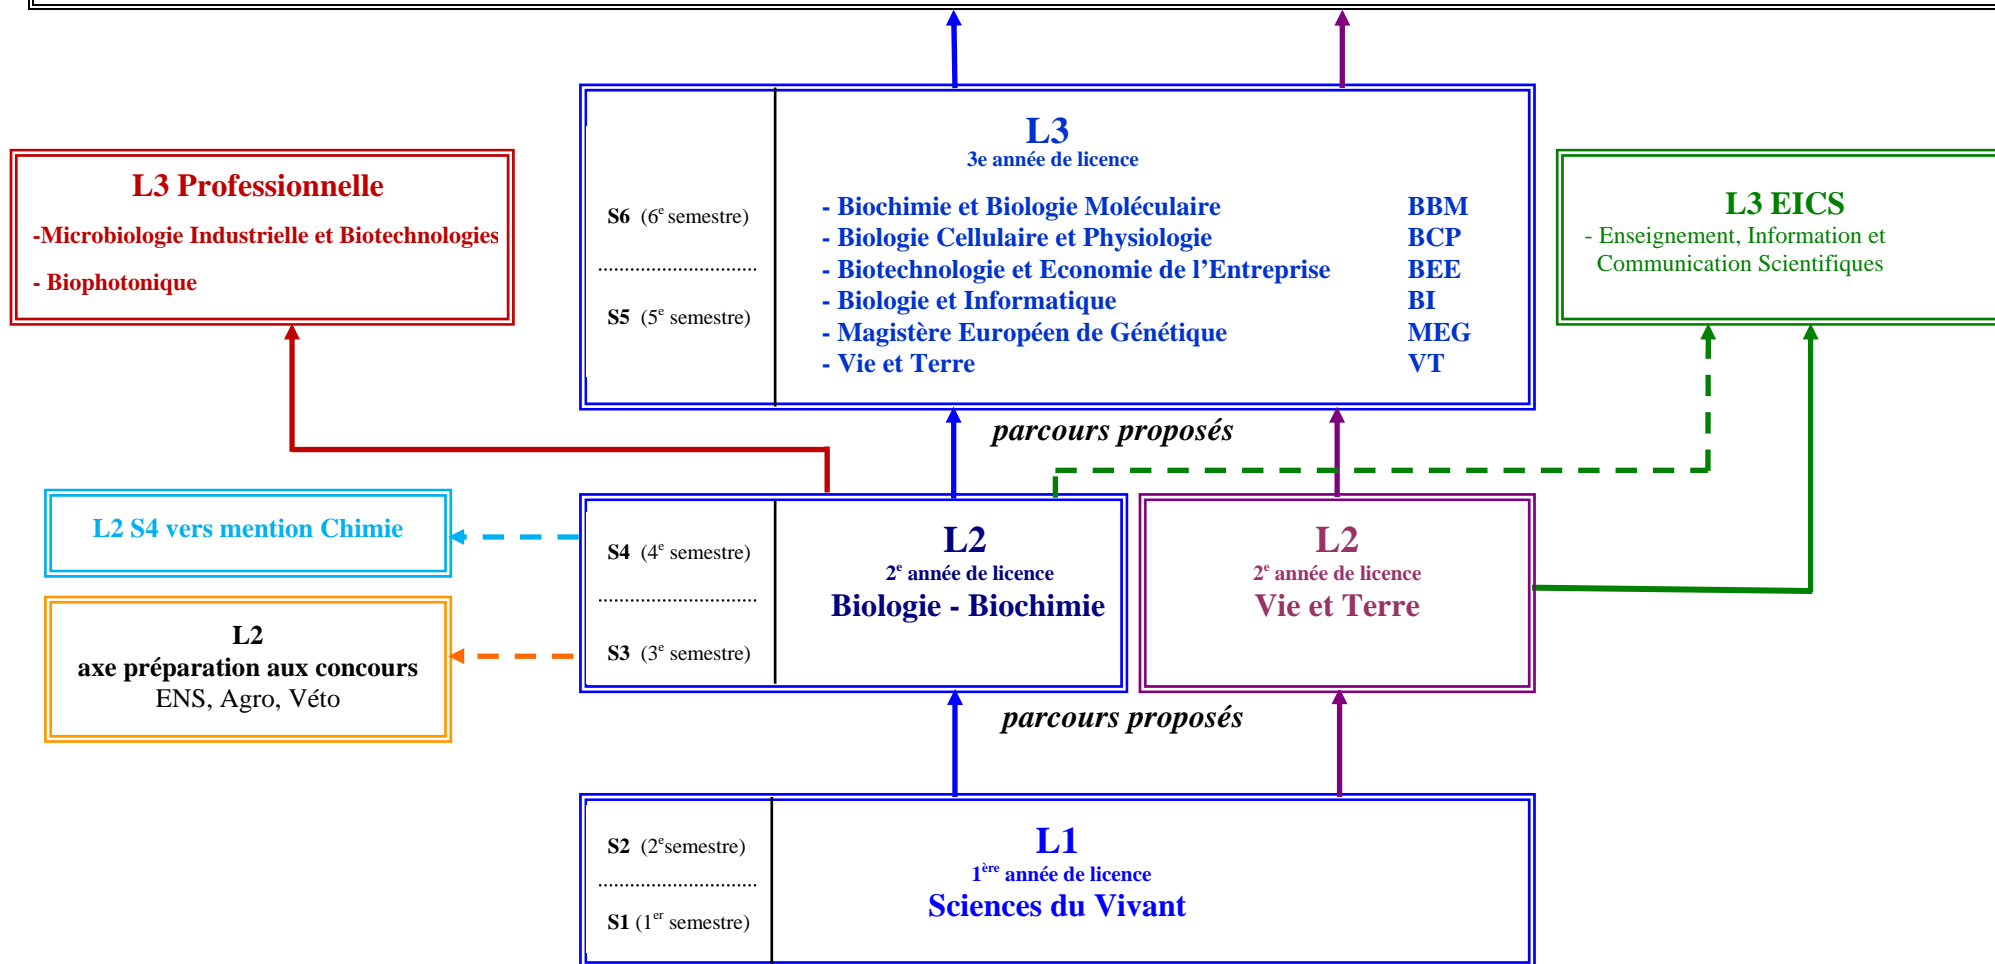 L3
3e année de licence
S6 (6e semestre)
..............................
S5 (5e semestre)
- Biochimie et Biologie Moléculaire BBM
- Biologie Cellulaire et Physiologie BCP
- Biotechnologie et Economie de l’Entreprise BEE
- Biologie et Informatique BI
- Magistère Européen de Génétique MEG
- Vie et Terre VT
L3 Professionnelle
-Microbiologie Industrielle et Biotechnologies
- Biophotonique
L3 EICS
- Enseignement, Information et
Communication Scientifiques
parcours proposés
L2 S4 vers mention Chimie
L2
axe préparation aux concours
ENS, Agro, Véto
S4 (4e semestre)
..............................
S3 (3e semestre)
L2
2e année de licence
Biologie - Biochimie
L2
2e année de licence
Vie et Terre
parcours proposés
S2 (2esemestre)
..............................
S1 (1er semestre)
L1
1ère année de licence
Sciences du Vivant